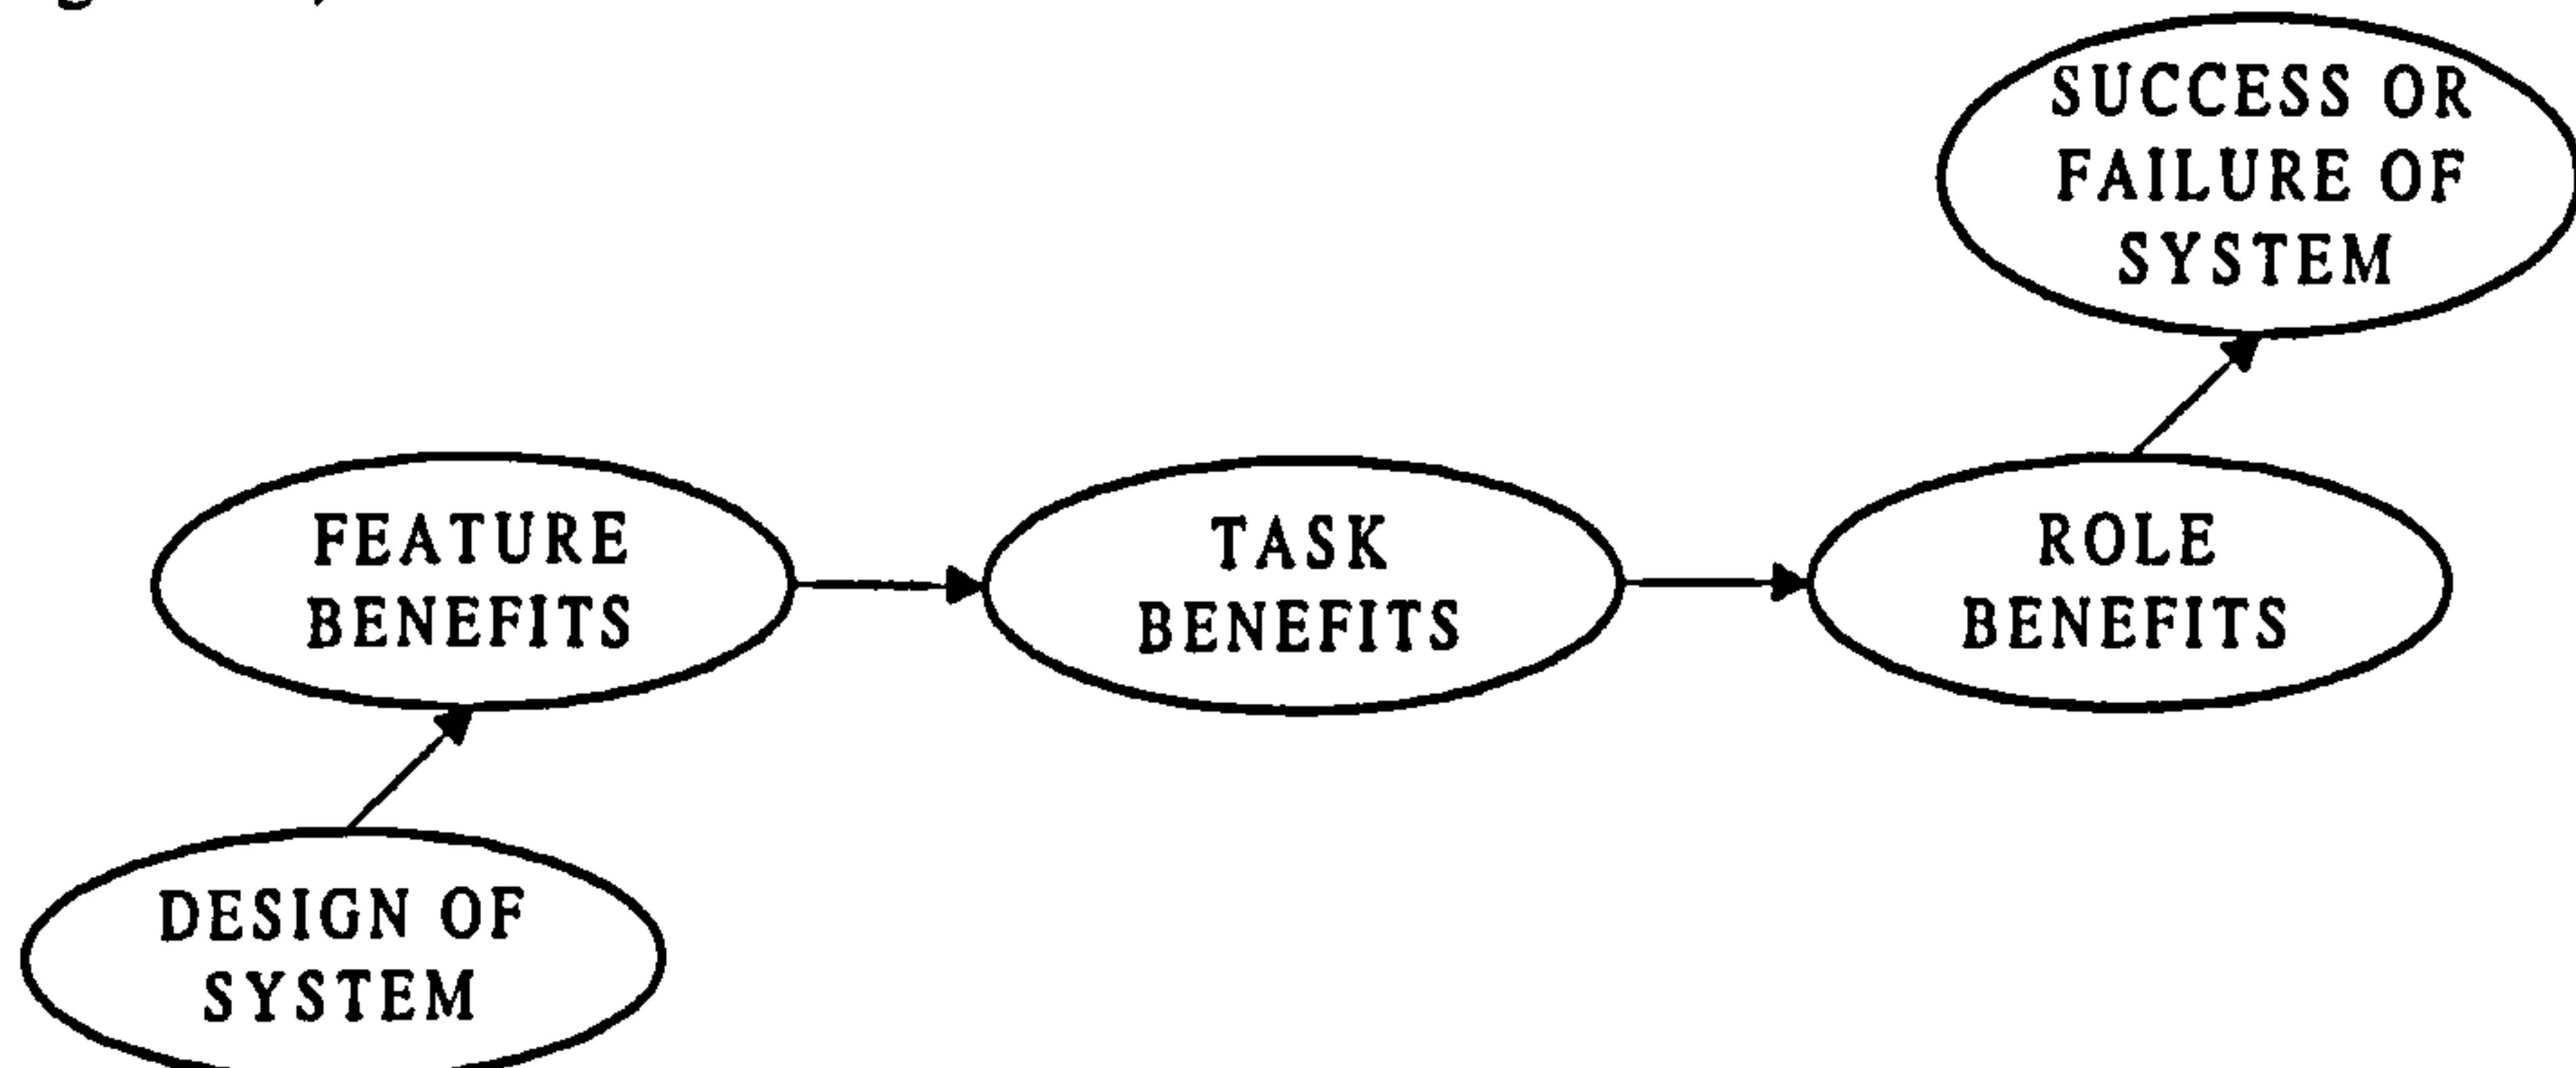 SUCCESS OR
FAILURE OF
SYSTEM
FEATURE
BENEFITS
TASK
BENEFITS
ROLE
BENEFITS
DESIGN OF
SYSTEM